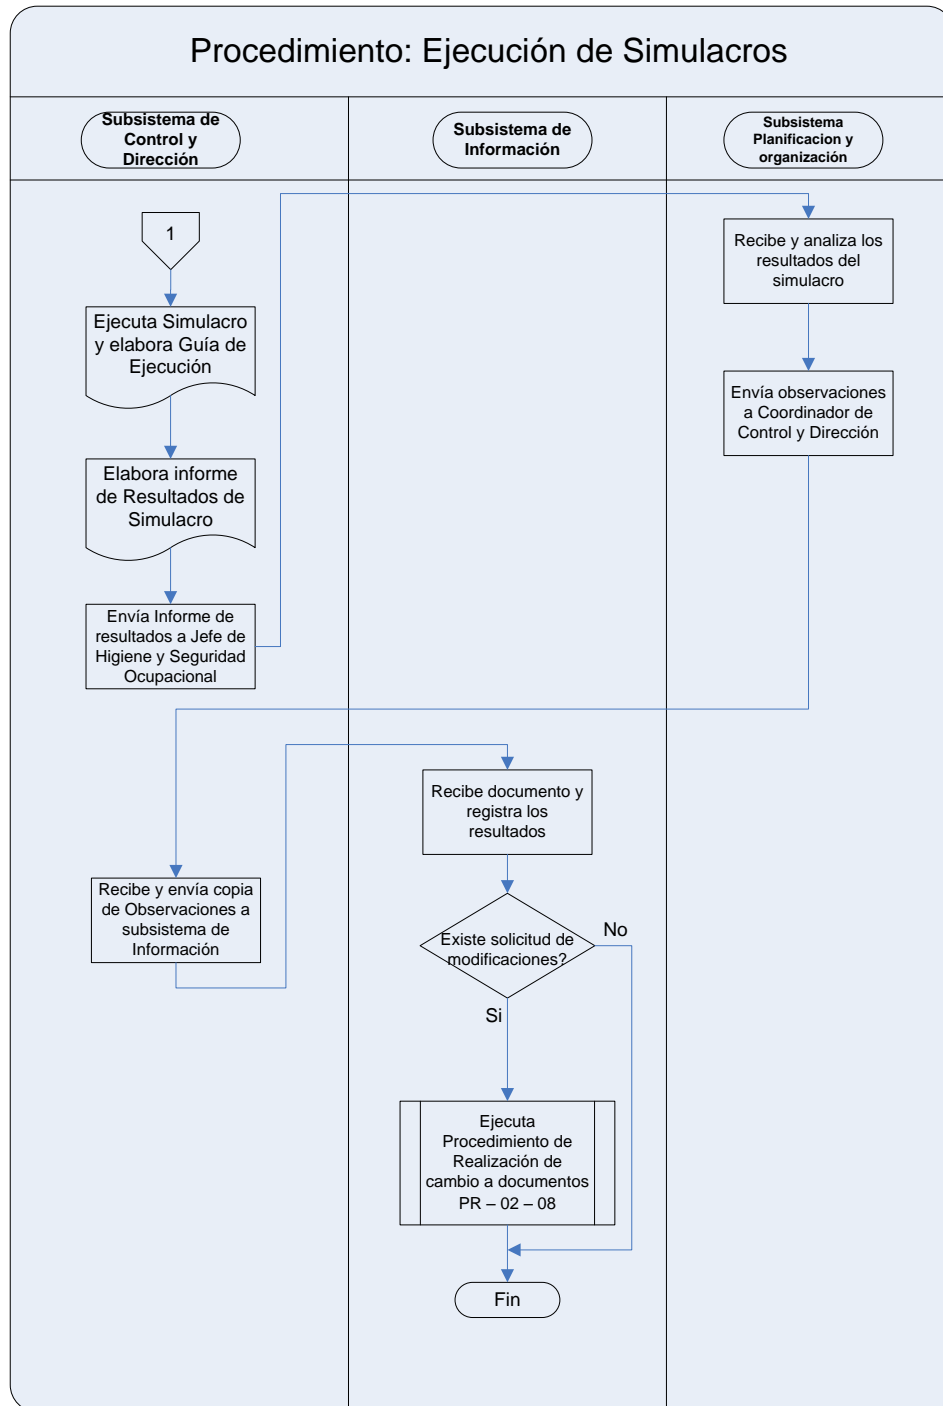 Procedimiento: Ejecución de Simulacros
Subsistema de
Control y
Dirección
Subsistema de
Información
Subsistema
Planificacion y
organización
1
Ejecuta Simulacro
y elabora Guía de
Ejecución
Elabora informe
de Resultados de
Simulacro
Envía Informe de
resultados a Jefe de
Higiene y Seguridad
Ocupacional
Recibe y analiza los
resultados del
simulacro
Envía observaciones
a Coordinador de
Control y Dirección
Recibe y envía copia
de Observaciones a
subsistema de
Información
Recibe documento y
registra los
resultados
Existe solicitud de
modificaciones?
No
Si
Ejecuta
Procedimiento de
Realización de
cambio a documentos
PR – 02 – 08
Fin